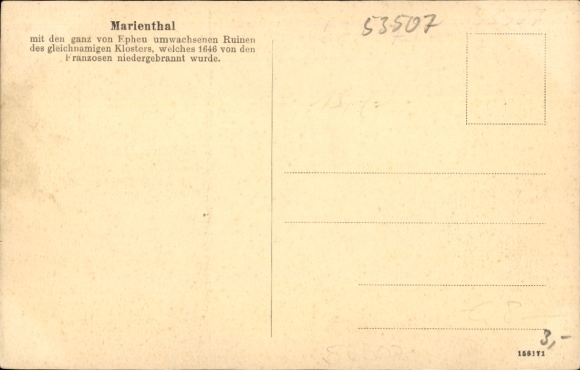 Marienthal
mit den ganz von Epheu umwachsenen Ruinen
des gleichnamigen Klosters, welches 1646 von den
Franzosen niedergebrannt wurde.
53507
3,-